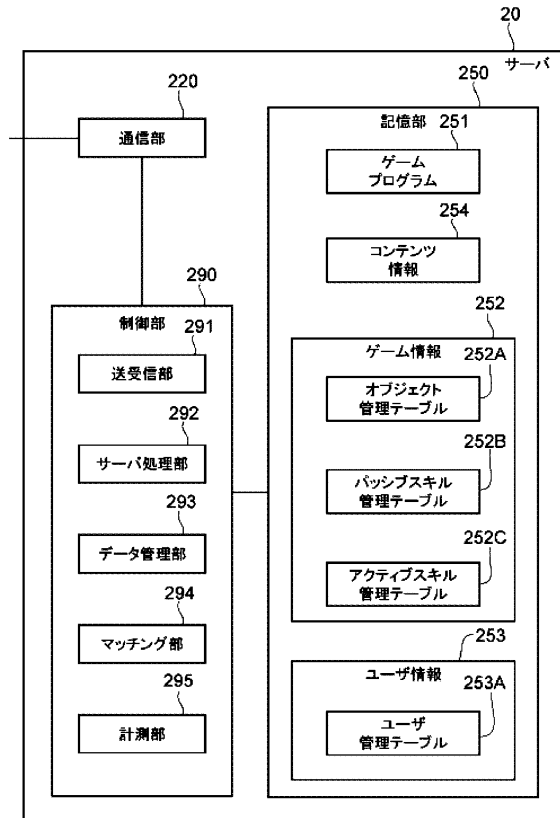 20
サーバ
220
通信部
250
記憶部
251
ゲーム
プログラム
254
コンテンツ
情報
290
制御部
291
送受信部
292
サーバ処理部
293
データ管理部
294
マッチング部
295
計測部
252
ゲーム情報
252A
オブジェクト
管理テーブル
252B
パッシブスキル
管理テーブル
252C
アクティブスキル
管理テーブル
253
ユーザ情報
253A
ユーザ
管理テーブル